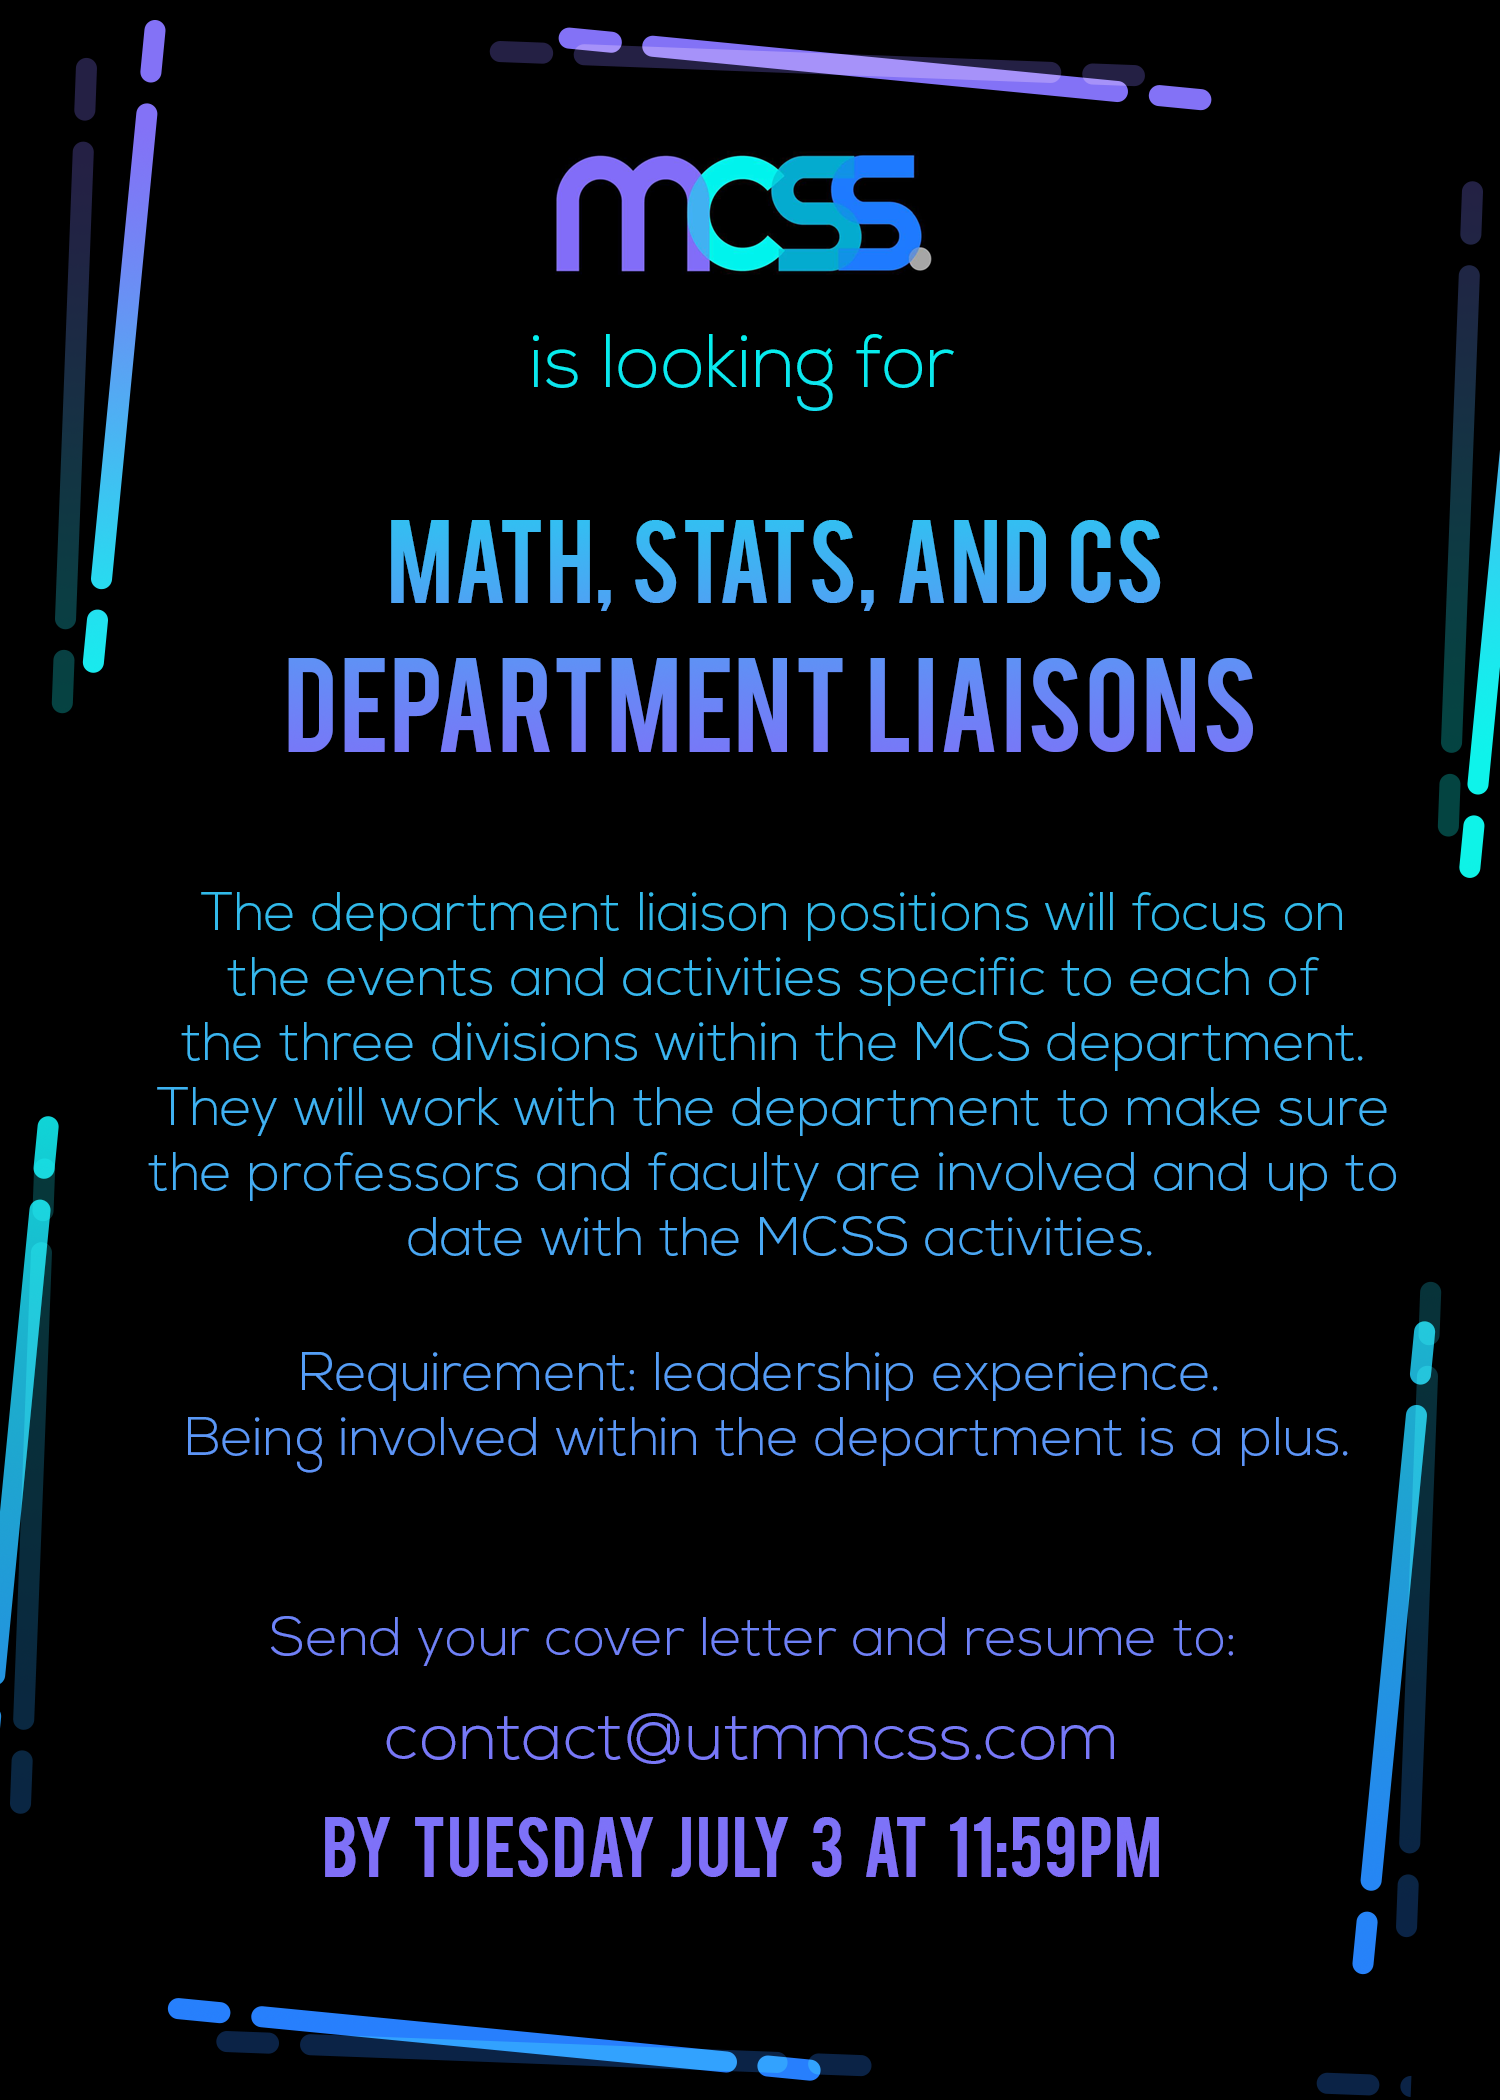 mcss.
is looking for
MATH, STATS, AND CS
DEPARTMENT LIAISONS
The department liaison positions will focus on
the events and activities specific to each of
the three divisions within the MCS department.
They will work with the department to make sure
the professors and faculty are involved and up to
date with the MCSS activities.
Requirement: leadership experience.
Being involved within the department is a plus.
Send your cover letter and resume to:
contact@utmmcss.com
BY TUESDAY JULY 3 AT 11:59PM